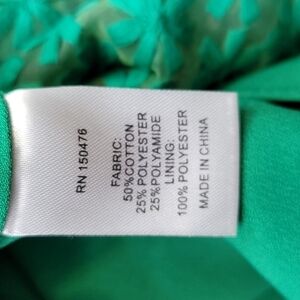 RN 150476
FABRIC:
50%COTTON
25% POLYESTER
25%POLYAMIDE
LINING:
100% POLYESTER
MADE IN CHINA